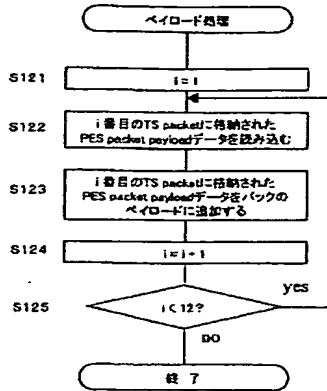 ペイロード処理
S121
i = 1
S122
i 番目のTS packetに格納された
PES packet payloadデータを読み込む
S123
i 番目のTS packetに格納された
PES packet payloadデータをパックの
ペイロードに追加する
S124
i = i + 1
S125
i < 12?
yes
no
終 了